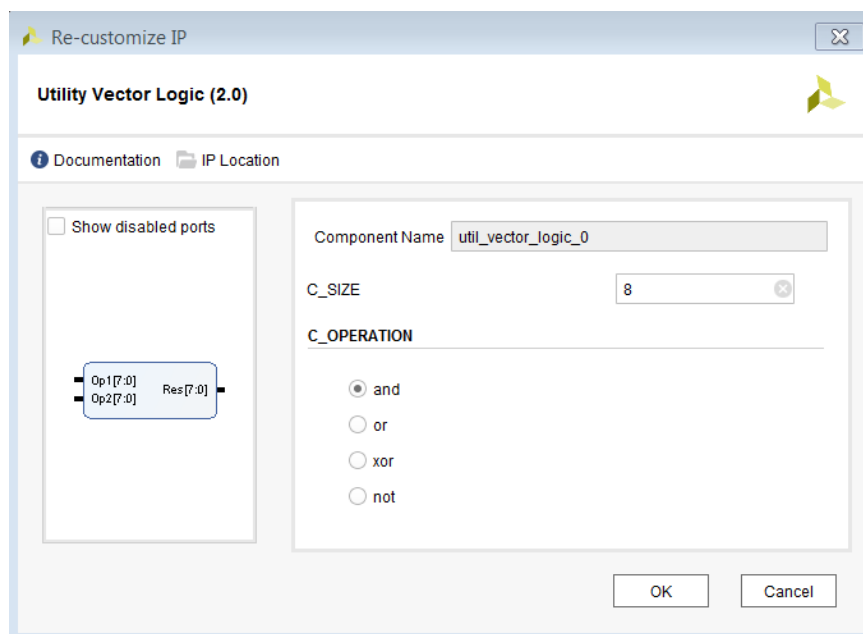 Re-customize IP
Utility Vector Logic (2.0)
Documentation IP Location
Show disabled ports
Op1[7:0]
Op2[7:0]
Res[7:0]
Component Name util_vector_logic_0
C_SIZE 8
C_OPERATION
and
or
xor
not
OK Cancel